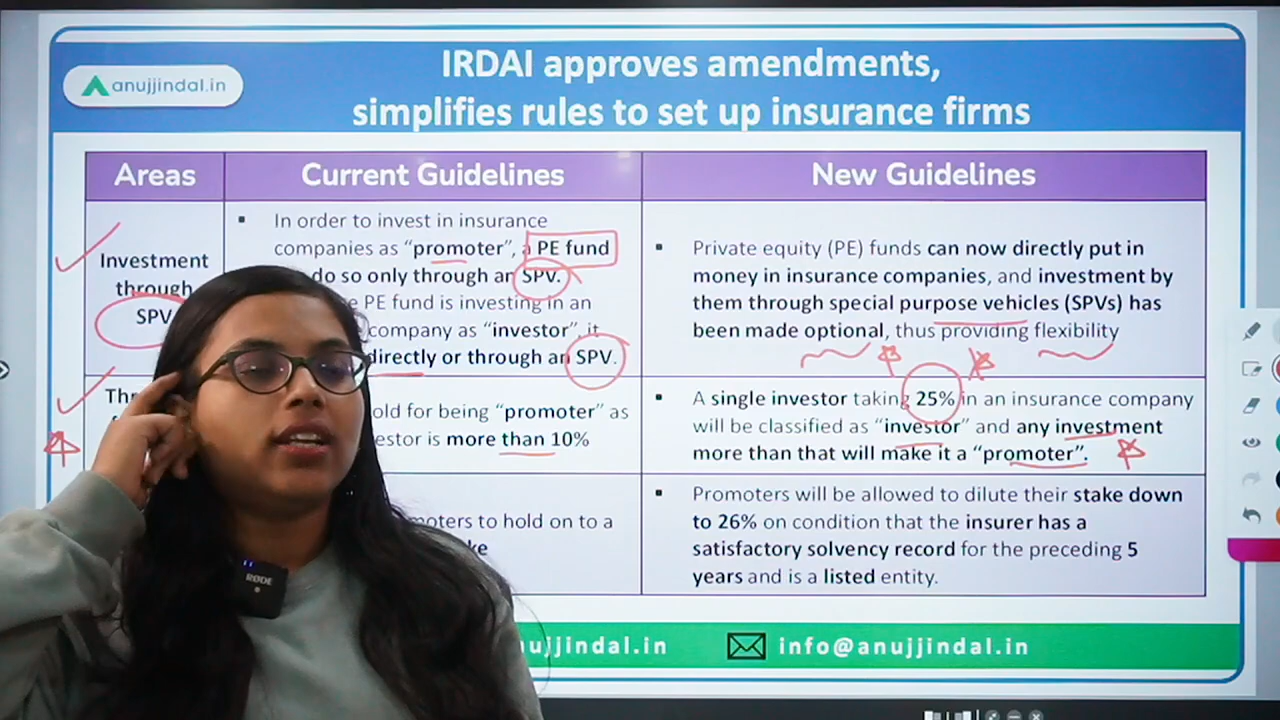 IRDAI approves amendments,
simplifies rules to set up insurance firms
anujjindal.in
Areas
Current Guidelines
New Guidelines
Investment
through
SPV
▪ In order to invest in insurance
companies as “promoter”, a PE fund
do so only through an SPV.
PE fund is investing in an
company as “investor”, it
directly or through an SPV.
▪ Private equity (PE) funds can now directly put in
money in insurance companies, and investment by
them through special purpose vehicles (SPVs) has
been made optional, thus providing flexibility
for being “promoter” as
is more than 10%
▪ A single investor taking 25% in an insurance company
will be classified as “investor” and any investment
more than that will make it a “promoter”.
to hold on to a
▪ Promoters will be allowed to dilute their stake down
to 26% on condition that the insurer has a
satisfactory solvency record for the preceding 5
years and is a listed entity.
RØDE
info@anujjindal.in